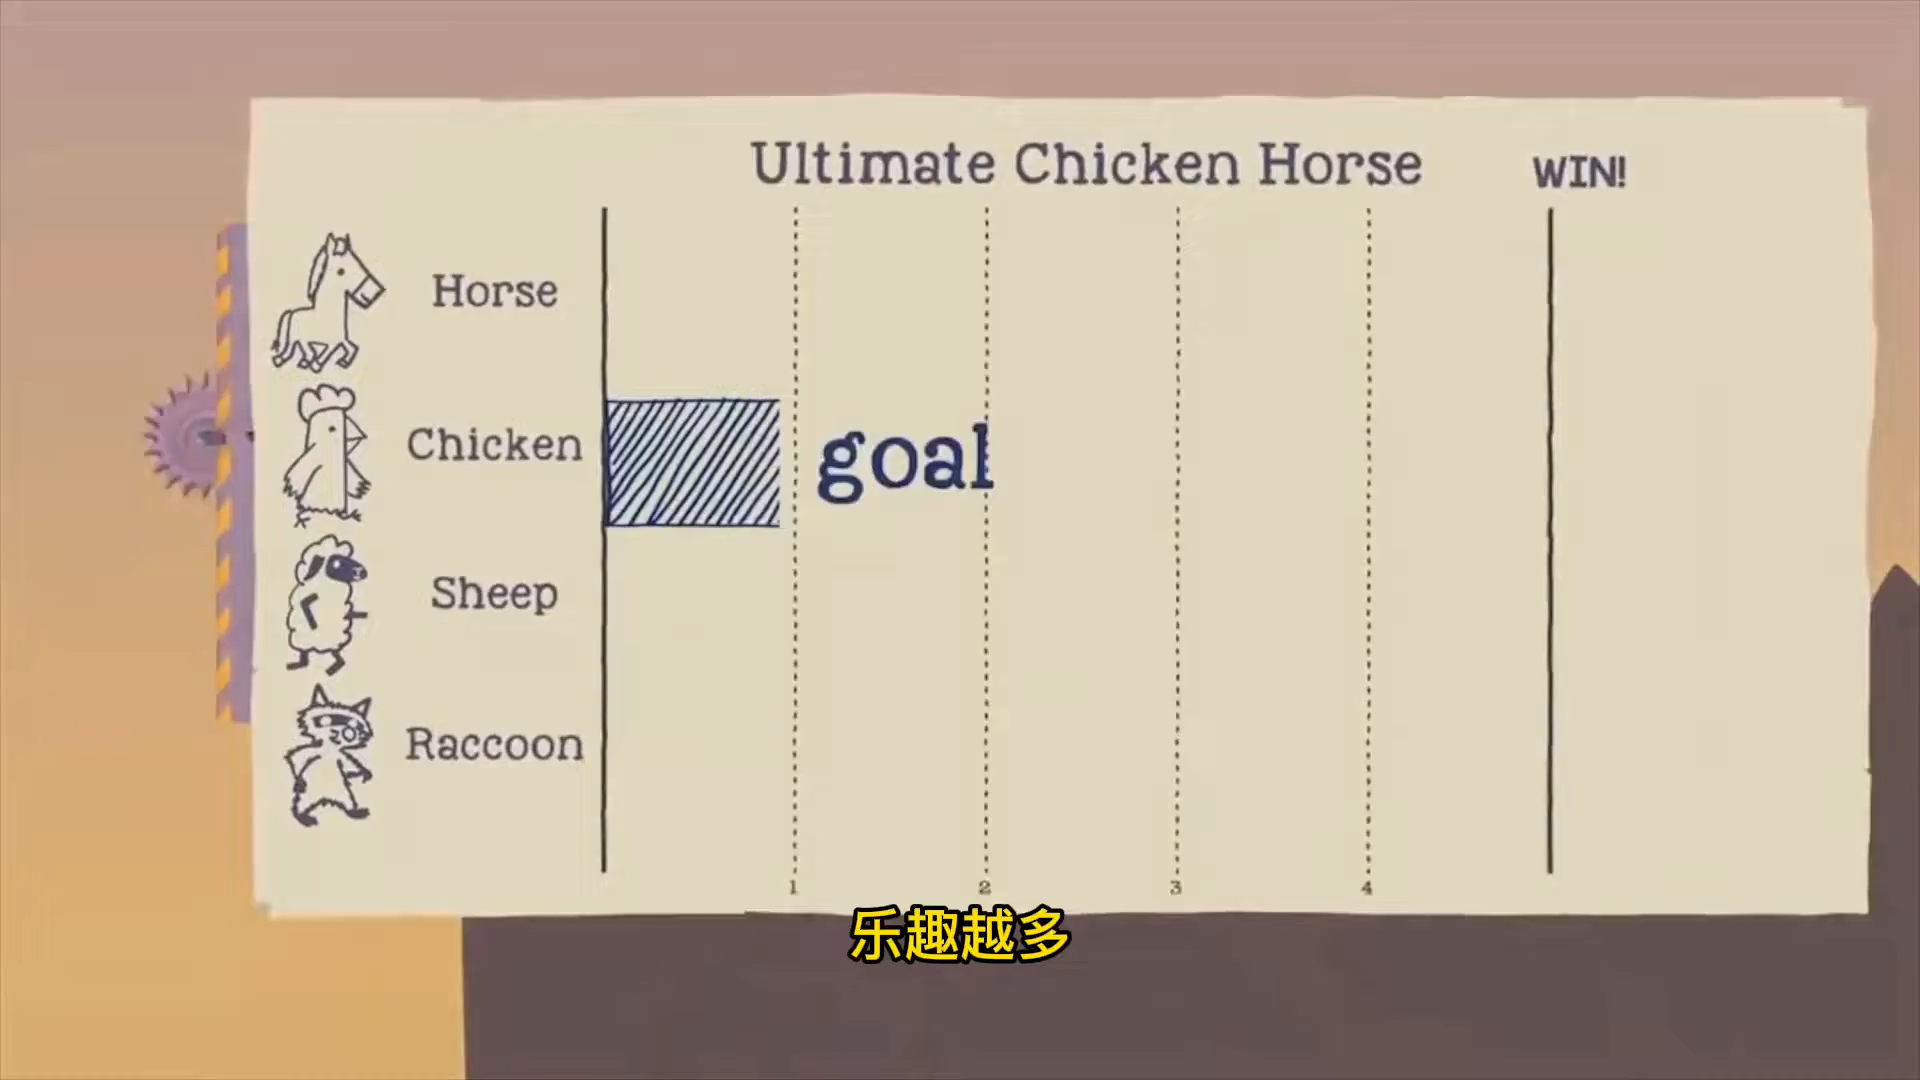 Ultimate Chicken Horse
WIN!
Horse
Chicken
goal
Sheep
Raccoon
1 2 3 4
乐趣越多